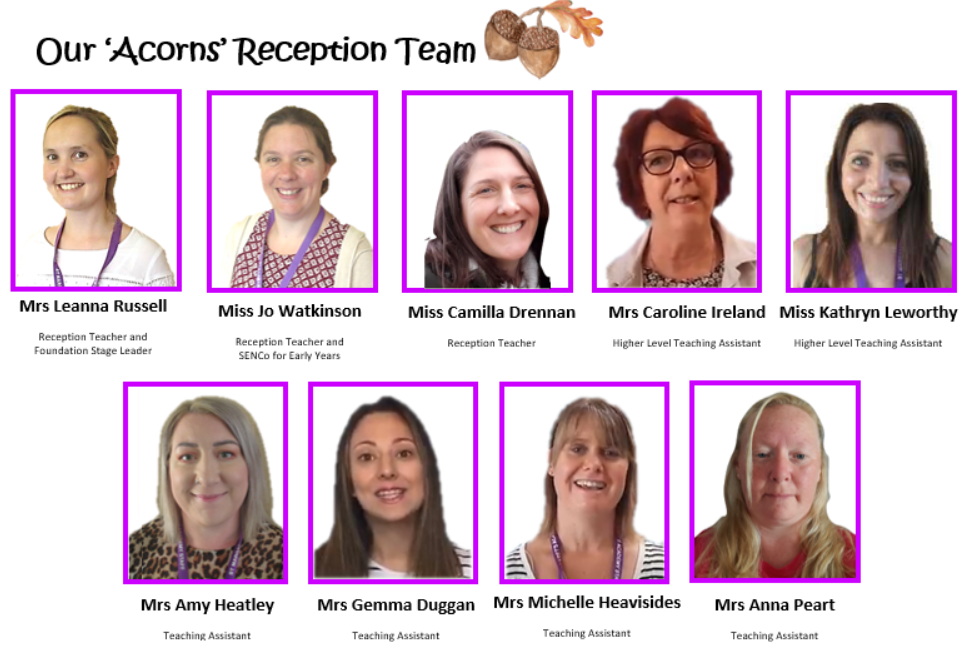 Our ‘Acorns’ Reception Team
Mrs Leanna Russell
Reception Teacher and
Foundation Stage Leader
Miss Jo Watkinson
Reception Teacher and
SENCo for Early Years
Miss Camilla Drennan
Reception Teacher
Mrs Caroline Ireland
Higher Level Teaching Assistant
Miss Kathryn Leworthy
Higher Level Teaching Assistant
Mrs Amy Heatley
Teaching Assistant
Mrs Gemma Duggan
Teaching Assistant
Mrs Michelle Heavisides
Teaching Assistant
Mrs Anna Peart
Teaching Assistant